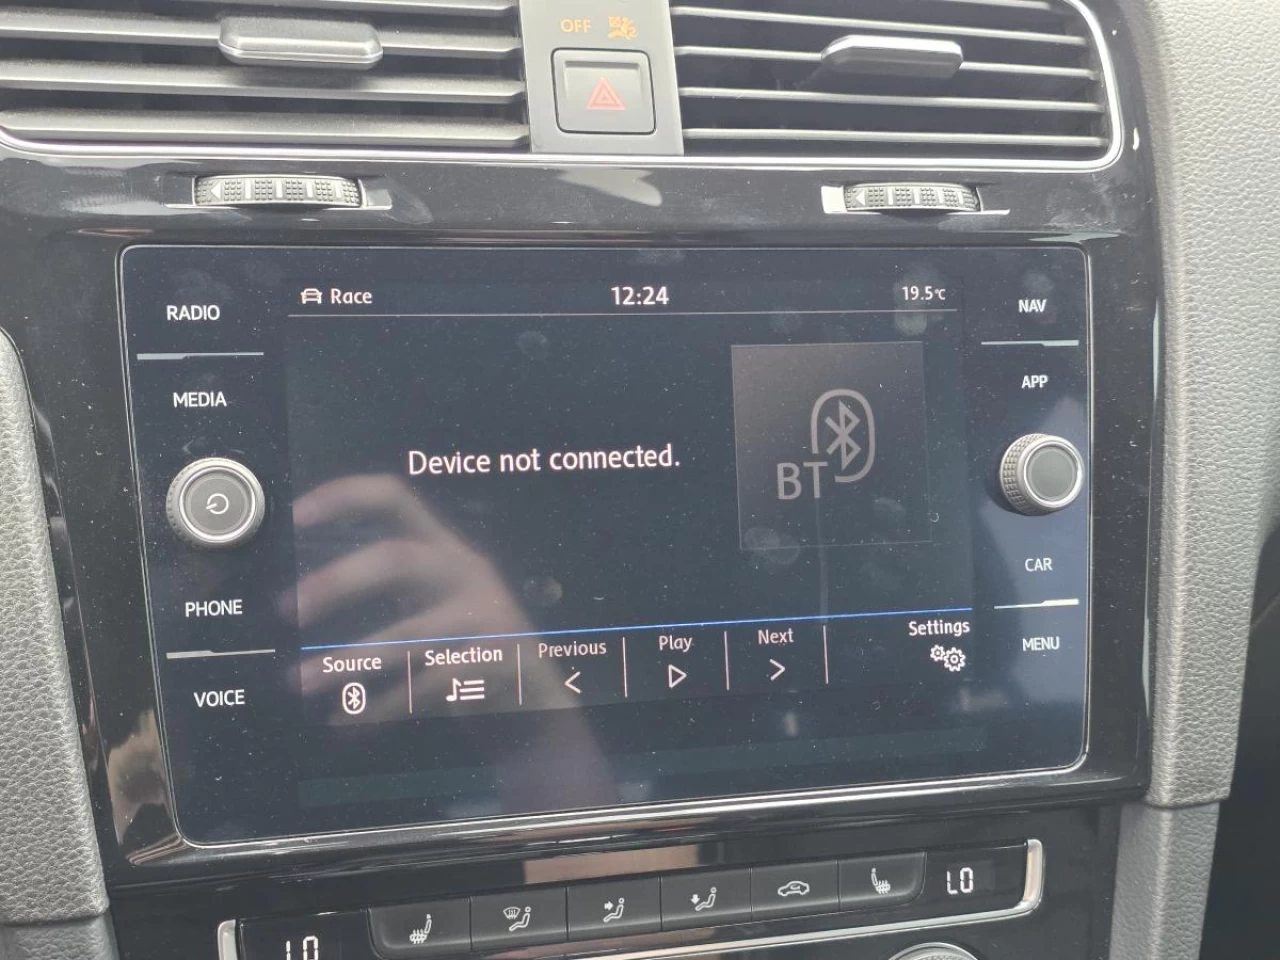 OFF
RADIO
MEDIA
PHONE
VOICE
Race 12:24 19.5°C
Device not connected.
BT
Source Selection Previous Play Next Settings
NAV
APP
CAR
MENU
LO
LO